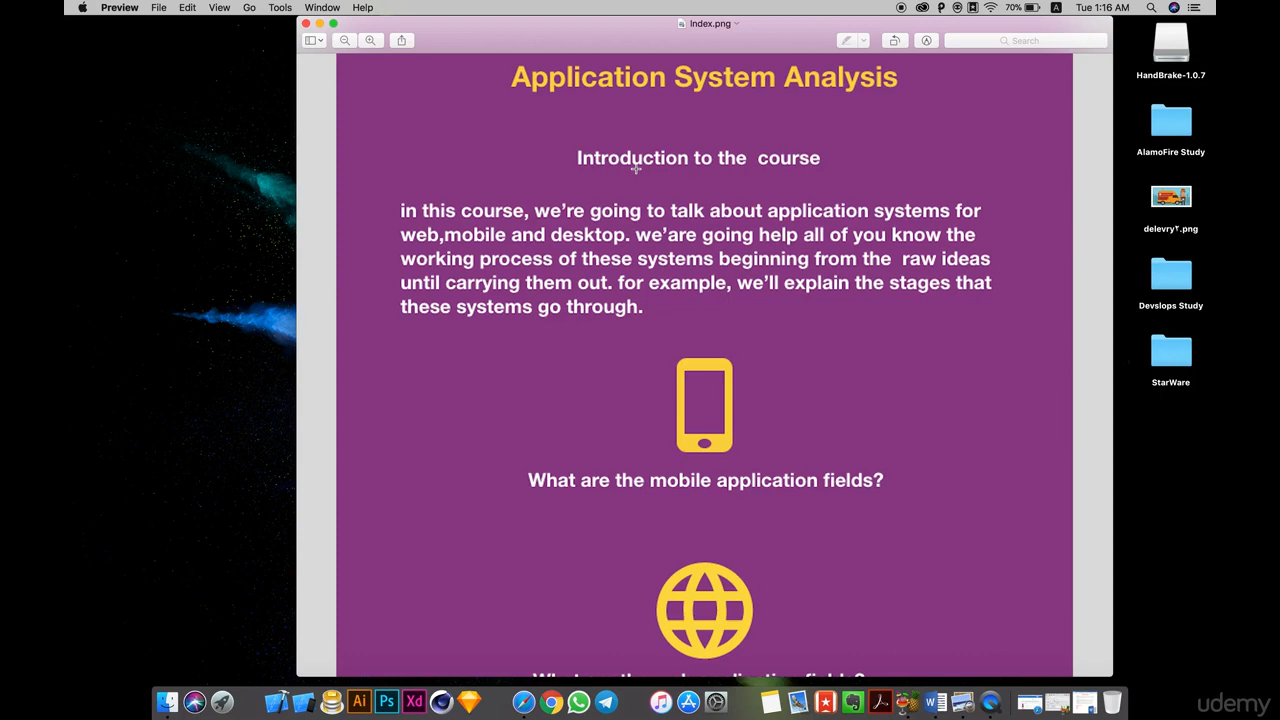 Preview File Edit View Go Tools Window Help 70% A Tue 1:16 AM
Index.png
Search
Application System Analysis
Introduction to the course
in this course, we're going to talk about application systems for
web,mobile and desktop. we'are going help all of you know the
working process of these systems beginning from the raw ideas
until carrying them out. for example, we'll explain the stages that
these systems go through.
What are the mobile application fields?
HandBrake-1.0.7
AlamoFire Study
delevry٢.png
Devslops Study
StarWare
Ai Ps Xd
udemy